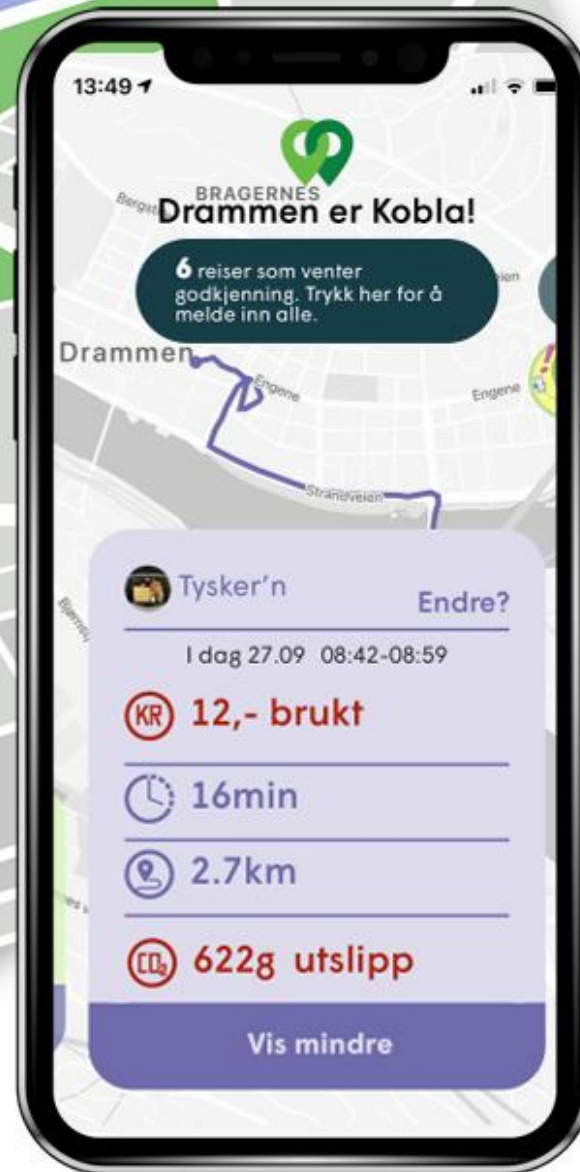 13:49
BRAGERNES
Drammen er Kobla!
6 reiser som venter
godkjenning. Trykk her for å
melde inn alle.
Drammen
Engene
Engene
Strandveien
Tysker'n
Endre?
I dag 27.09 08:42-08:59
KR 12,- brukt
16min
2.7km
CO₂ 622g utslipp
Vis mindre